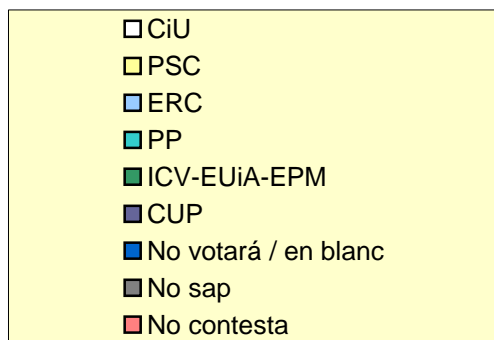 CiU
PSC
ERC
PP
ICV-EUiA-EPM
CUP
No votará / en blanc
No sap
No contesta